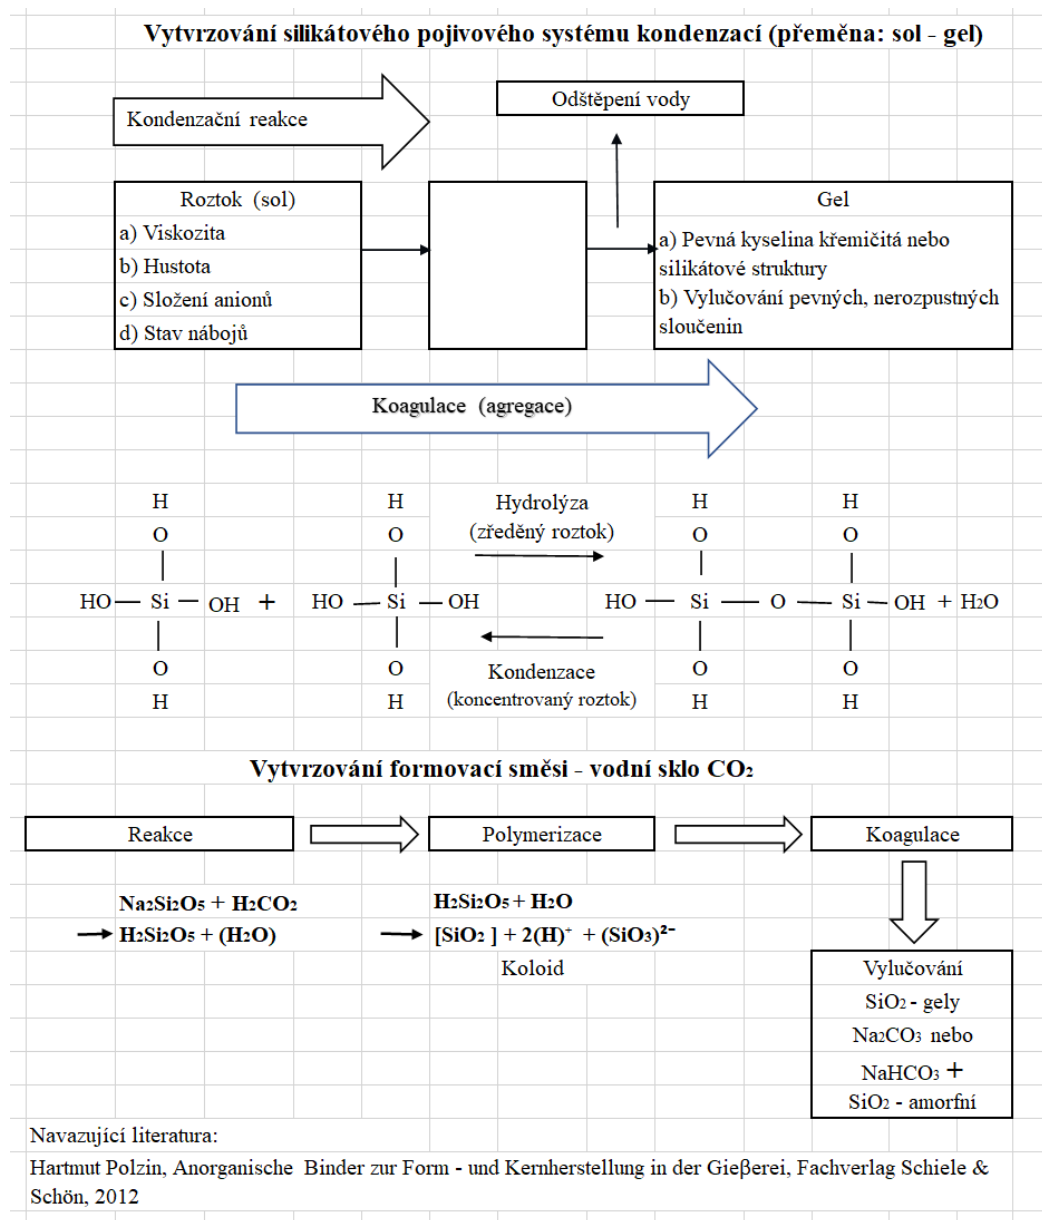 Vytvrzování silikátového pojivového systému kondenzací (přeměna: sol - gel)
Odštěpení vody
Kondenzační reakce
Roztok (sol)
a) Viskozita
b) Hustota
c) Složení anionů
d) Stav nábojů
Gel
a) Pevná kyselina křemičitá nebo
silikátové struktury
b) Vylučování pevných, nerozpustných
sloučenin
Koagulace (agregace)
H H Hydrolýza H H
O O (zředěný roztok) O O
HO — Si — OH + HO — Si — OH HO — Si — O — Si — OH + H₂O
O O Kondenzace O O
H H (koncentrovaný roztok) H H
Vytvrzování formovací směsi - vodní sklo CO₂
Reakce Polymerizace Koagulace
Na₂Si₂O₅ + H₂CO₂ H₂Si₂O₅ + H₂O
→ H₂Si₂O₅ + (H₂O) → [SiO₂ ] + 2(H)⁺ + (SiO₃)²⁻
Koloid
Vylučování
SiO₂ - gely
Na₂CO₃ nebo
NaHCO₃ +
SiO₂ - amorfní
Navazující literatura:
Hartmut Polzin, Anorganische Binder zur Form - und Kernherstellung in der Gieβerei, Fachverlag Schiele &
Schön, 2012